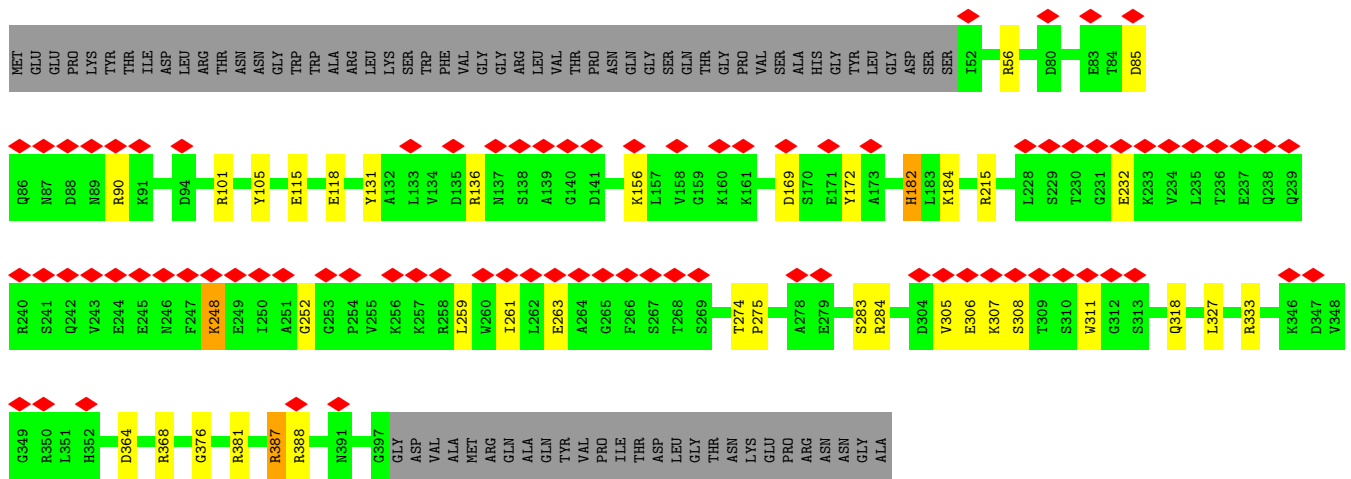 MET GLU GLU PRO LYS TYR THR THR ILE ASP LEU ARG THR ASN ASN GLY TRP TRP ALA ARG LEU LYS SER TRP PHE VAL GLY GLY ARG LEU VAL THR PRO ASN GLN GLY SER GLN THR GLY PRO VAL SER ALA HIS GLY TYR LEU GLY ASP SER SER I52 R56 D80 E83 T84 D85
Q86 N87 D88 N89 R90 K91 D94 R101 Y105 E115 E118 Y131 A132 L133 V134 D135 R136 N137 S138 A139 G140 D141 K156 L157 V158 G159 K160 K161 D169 S170 E171 Y172 A173 H182 L183 K184 R215 L228 S229 T230 G231 E232 K233 V234 L235 T236 E237 Q238 Q239
R240 S241 Q242 V243 E244 E245 N246 F247 K248 E249 I250 A251 G252 G253 P254 V255 K256 K257 R258 L259 W260 I261 L262 E263 A264 G265 F266 S267 T268 S269 T274 P275 A278 E279 S283 R284 D304 V305 E306 K307 S308 T309 S310 W311 G312 S313 Q318 L327 R333 K346 D347 V348
G349 R350 L351 H352 D364 R368 G376 R381 R387 R388 N391 G397 GLY ASP VAL ALA MET ARG GLN ALA GLN TYR VAL PRO ILE THR ASP LEU GLY THR ASN LYS GLU PRO ARG ASN ASN GLY ALA